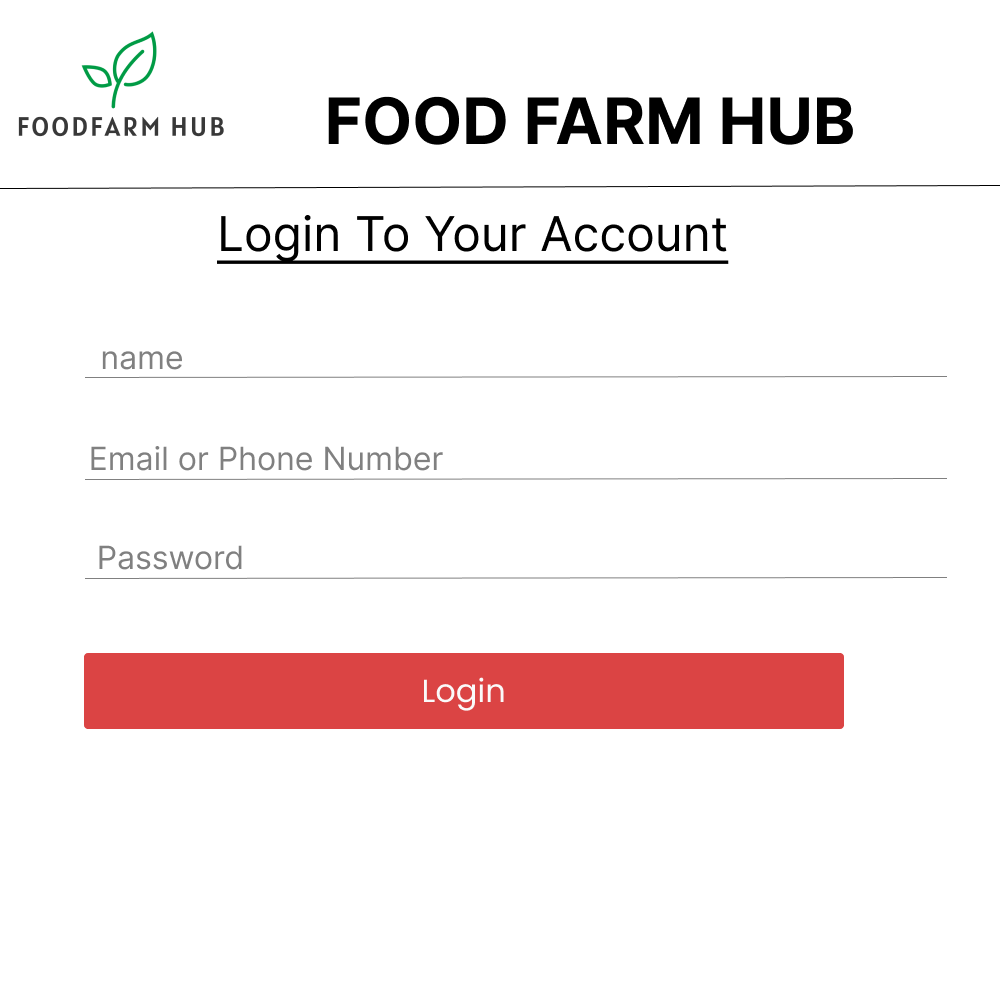 FOODFARM HUB
FOOD FARM HUB
Login To Your Account
name
Email or Phone Number
Password
Login